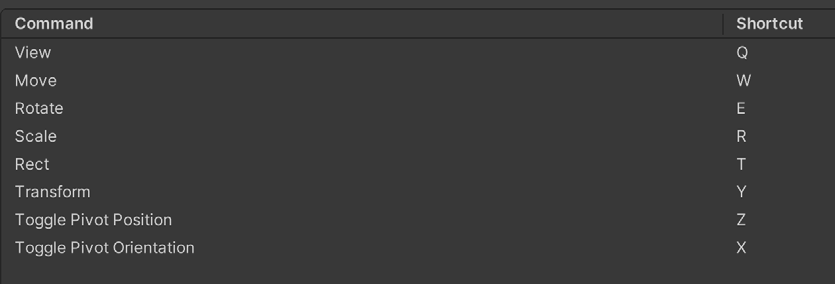 Command Shortcut
View Q
Move W
Rotate E
Scale R
Rect T
Transform Y
Toggle Pivot Position Z
Toggle Pivot Orientation X